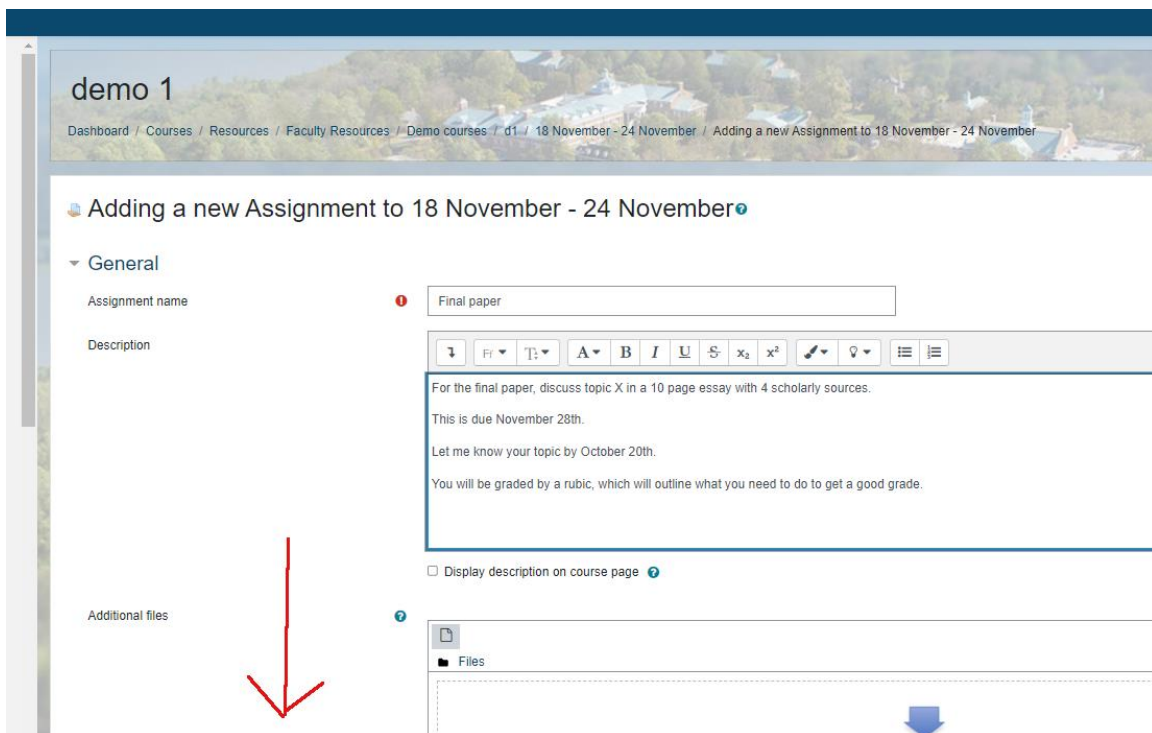 demo 1
Dashboard / Courses / Resources / Faculty Resources / Demo courses / d1 / 18 November - 24 November / Adding a new Assignment to 18 November - 24 November
Adding a new Assignment to 18 November - 24 November
General
Assignment name
Final paper
Description
A B I U S x₂ x²
For the final paper, discuss topic X in a 10 page essay with 4 scholarly sources.
This is due November 28th.
Let me know your topic by October 20th.
You will be graded by a rubic, which will outline what you need to do to get a good grade.
Display description on course page
Additional files
Files